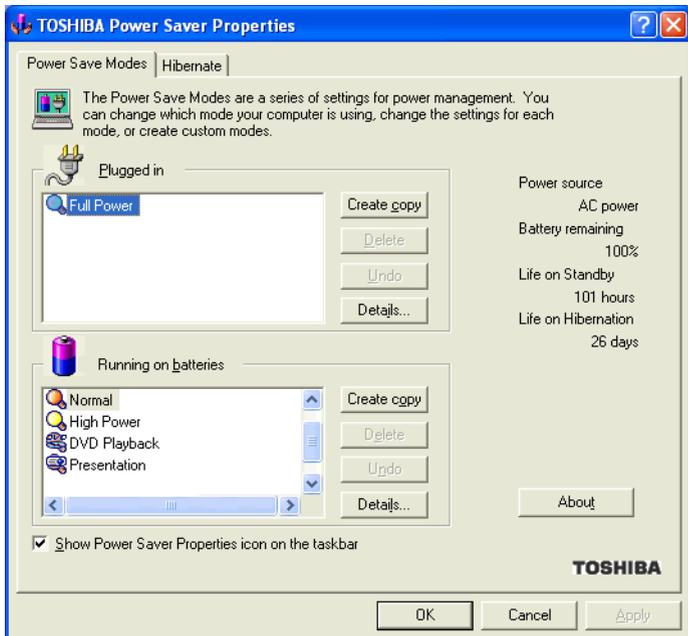 TOSHIBA Power Saver Properties
Power Save Modes
Hibernate
The Power Save Modes are a series of settings for power management. You
can change which mode your computer is using, change the settings for each
mode, or create custom modes.
Plugged in
Full Power
Create copy
Delete
Undo
Details...
Power source
AC power
Battery remaining
100%
Life on Standby
101 hours
Life on Hibernation
26 days
Running on batteries
Normal
High Power
DVD Playback
Presentation
Create copy
Delete
Undo
Details...
About
Show Power Saver Properties icon on the taskbar
TOSHIBA
OK
Cancel
Apply